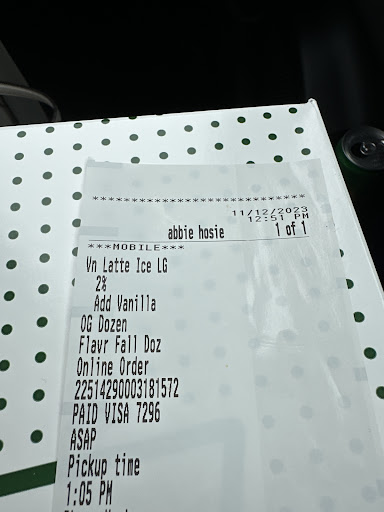 ******************************
11/12/2023
12:51 PM
abbie hosie 1 of 1
***MOBILE***
Vn Latte Ice LG
2%
Add Vanilla
OG Dozen
Flavr Fall Doz
Online Order
22514290003181572
PAID VISA 7296
ASAP
Pickup time
1:05 PM